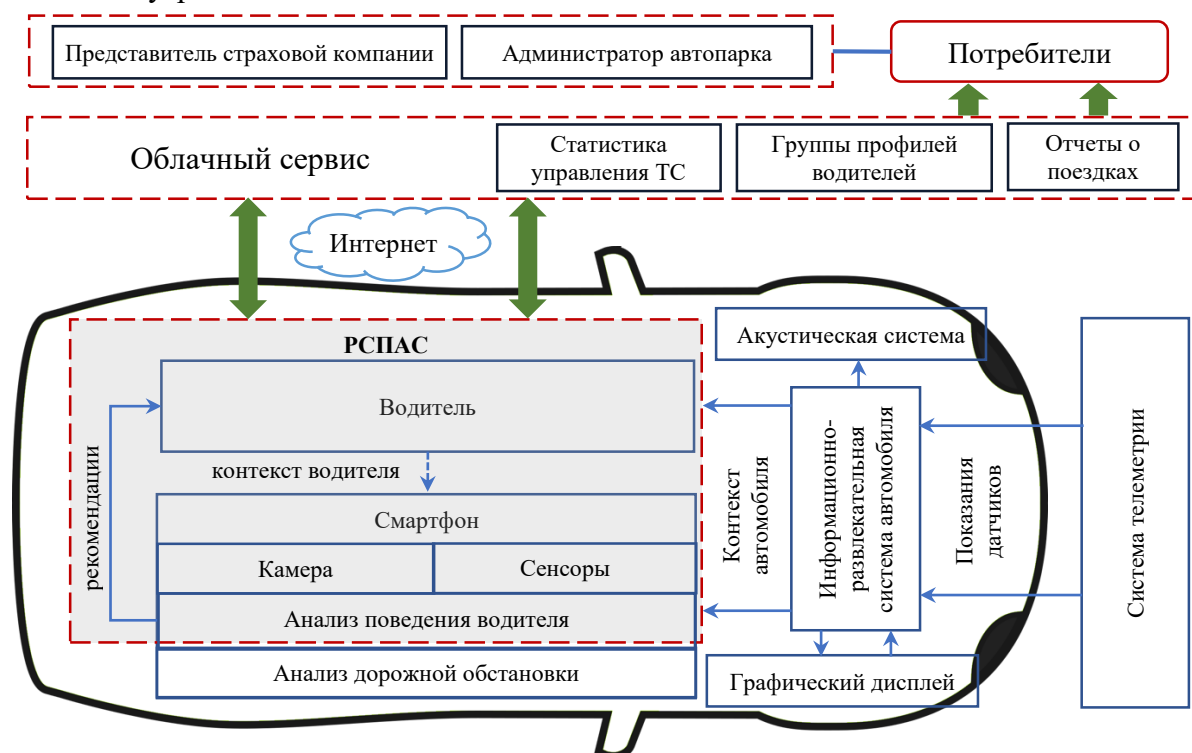 Представитель страховой компании
Администратор автопарка
Потребители
Облачный сервис
Статистика
управления ТС
Группы профилей
водителей
Отчеты о
поездках
Интернет
РСПАС
Водитель
контекст водителя
рекомендации
Смартфон
Камера
Сенсоры
Анализ поведения водителя
Анализ дорожной обстановки
Акустическая система
Контекст
автомобиля
Информационно-
развлекательная
система автомобиля
Показания
датчиков
Графический дисплей
Система телеметрии